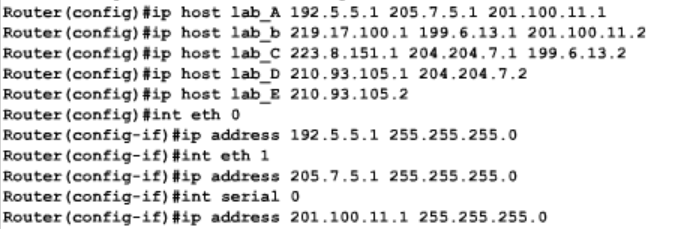 Router(config)#ip host lab_A 192.5.5.1 205.7.5.1 201.100.11.1
Router(config)#ip host lab_b 219.17.100.1 199.6.13.1 201.100.11.2
Router(config)#ip host lab_C 223.8.151.1 204.204.7.1 199.6.13.2
Router(config)#ip host lab_D 210.93.105.1 204.204.7.2
Router(config)#ip host lab_E 210.93.105.2
Router(config)#int eth 0
Router(config-if)#ip address 192.5.5.1 255.255.255.0
Router(config-if)#int eth 1
Router(config-if)#ip address 205.7.5.1 255.255.255.0
Router(config-if)#int serial 0
Router(config-if)#ip address 201.100.11.1 255.255.255.0